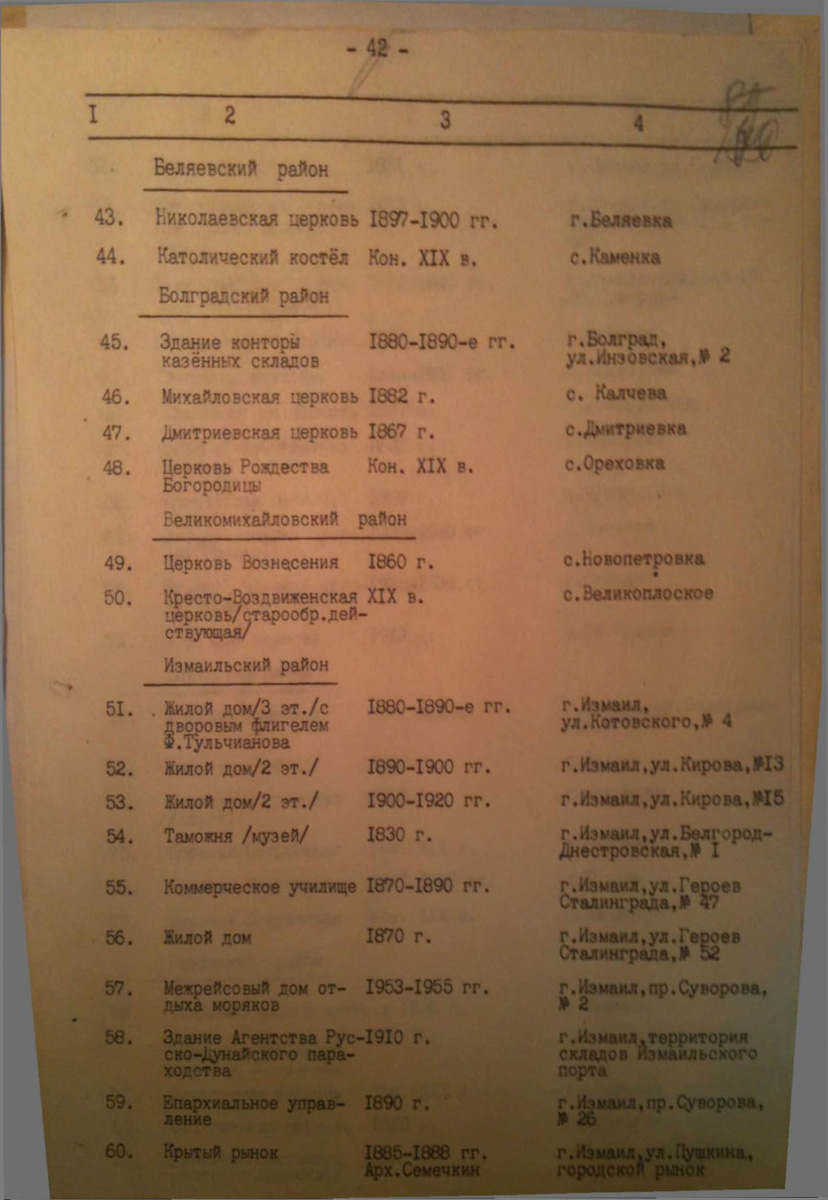 - 42 -
I 2 3 4
Беляевский район
43. Николаевская церковь I897-I900 гг. г.Беляевка
44. Католический костёл Кон. XIX в. с.Каменка
Болградский район
45. Здание конторы I880-I890-е гг. г.Болград,
казённых складов ул.Инзовская,№ 2
46. Михайловская церковь I882 г. с. Калчева
47. Дмитриевская церковь I867 г. с.Дмитриевка
48. Церковь Рождества Кон. XIX в. с.Ореховка
Богородицы
Великомихайловский район
49. Церковь Вознесения I860 г. с.Новопетровка
50. Кресто-Воздвиженская XIX в. с.Великоплоское
церковь/старообр.дей-
ствующая/
Измаильский район
5I. Жилой дом/3 эт./с I880-I890-е гг. г.Измаил,
дворовым флигелем ул.Котовского,№ 4
Ф.Тульчианова
52. Жилой дом/2 эт./ I890-I900 гг. г.Измаил,ул.Кирова,№I3
53. Жилой дом/2 эт./ I900-I920 гг. г.Измаил,ул.Кирова,№I5
54. Таможня /музей/ I830 г. г.Измаил,ул.Белгород-
Днестровская,№ I
55. Коммерческое училище I870-I890 гг. г.Измаил,ул.Героев
Сталинграда,№ 47
56. Жилой дом I870 г. г.Измаил,ул.Героев
Сталинграда,№ 52
57. Межрейсовый дом от- I953-I955 гг. г.Измаил,пр.Суворова,
дыха моряков № 2
58. Здание Агентства Рус-I9I0 г. г.Измаил,территория
ско-Дунайского пара- складов Измаильского
ходства порта
59. Епархиальное управ- I890 г. г.Измаил,пр.Суворова,
ление № 26
60. Крытый рынок I885-I888 гг. г.Измаил,ул.Пушкина,
Арх.Семечкин городской рынок